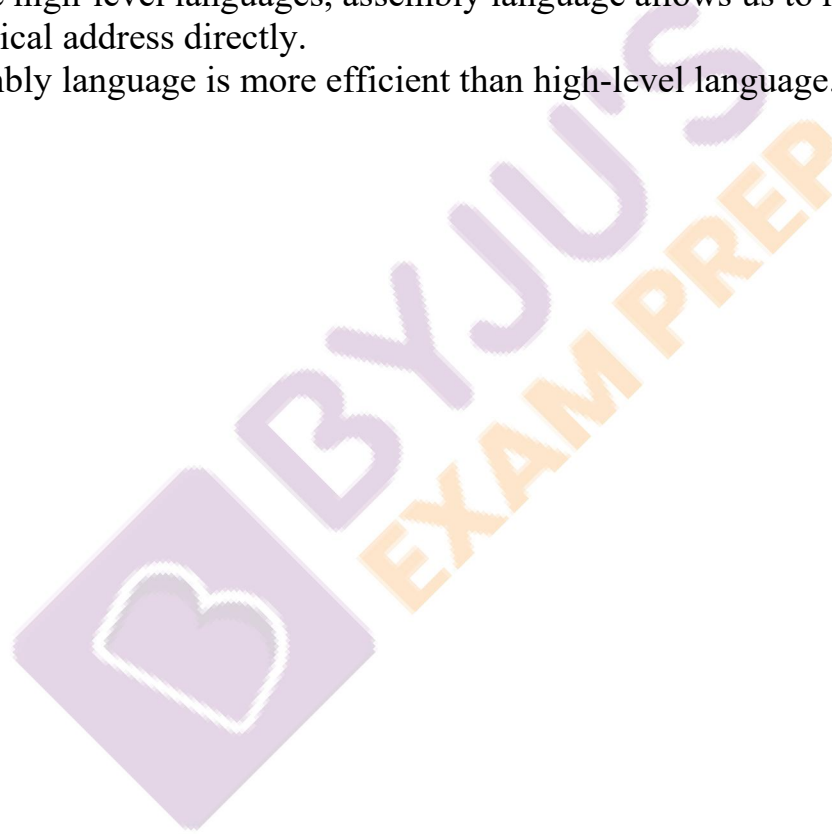 high-level languages, assembly language allows us to
ical address directly.
bly language is more efficient than high-level language.
BYJU'S
EXAM PREP